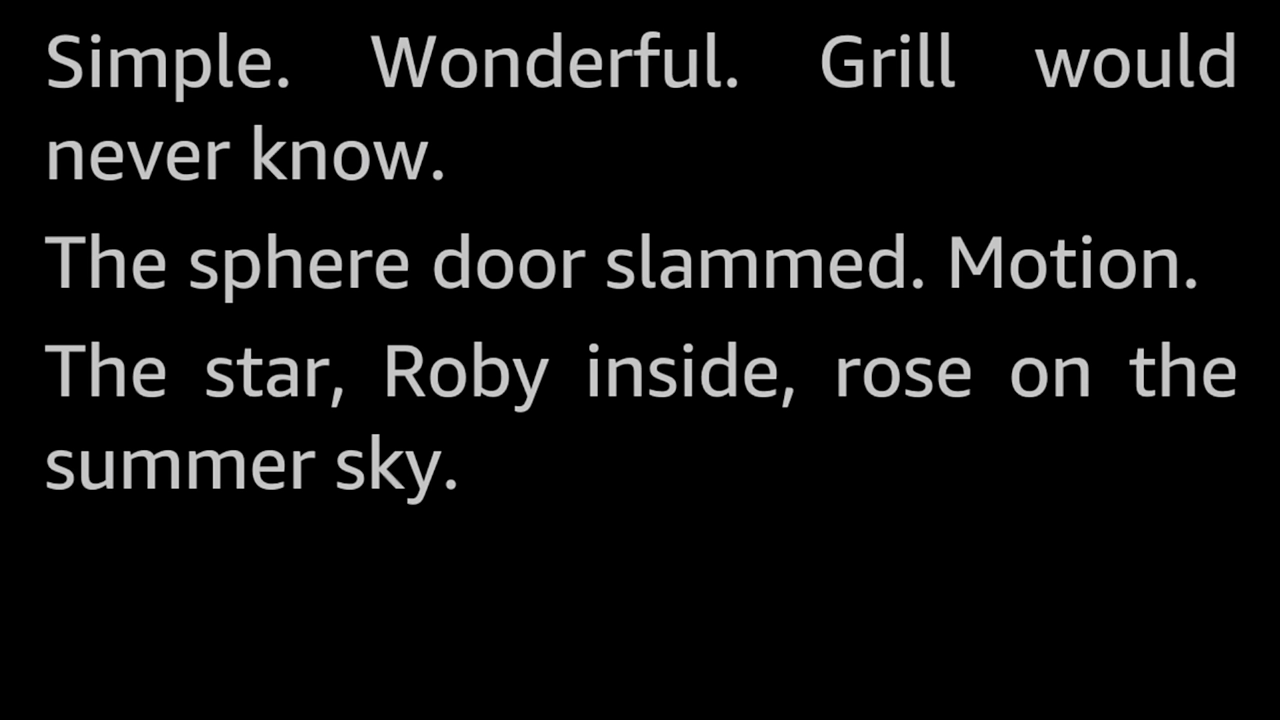 Simple. Wonderful. Grill would
never know.
The sphere door slammed. Motion.
The star, Roby inside, rose on the
summer sky.